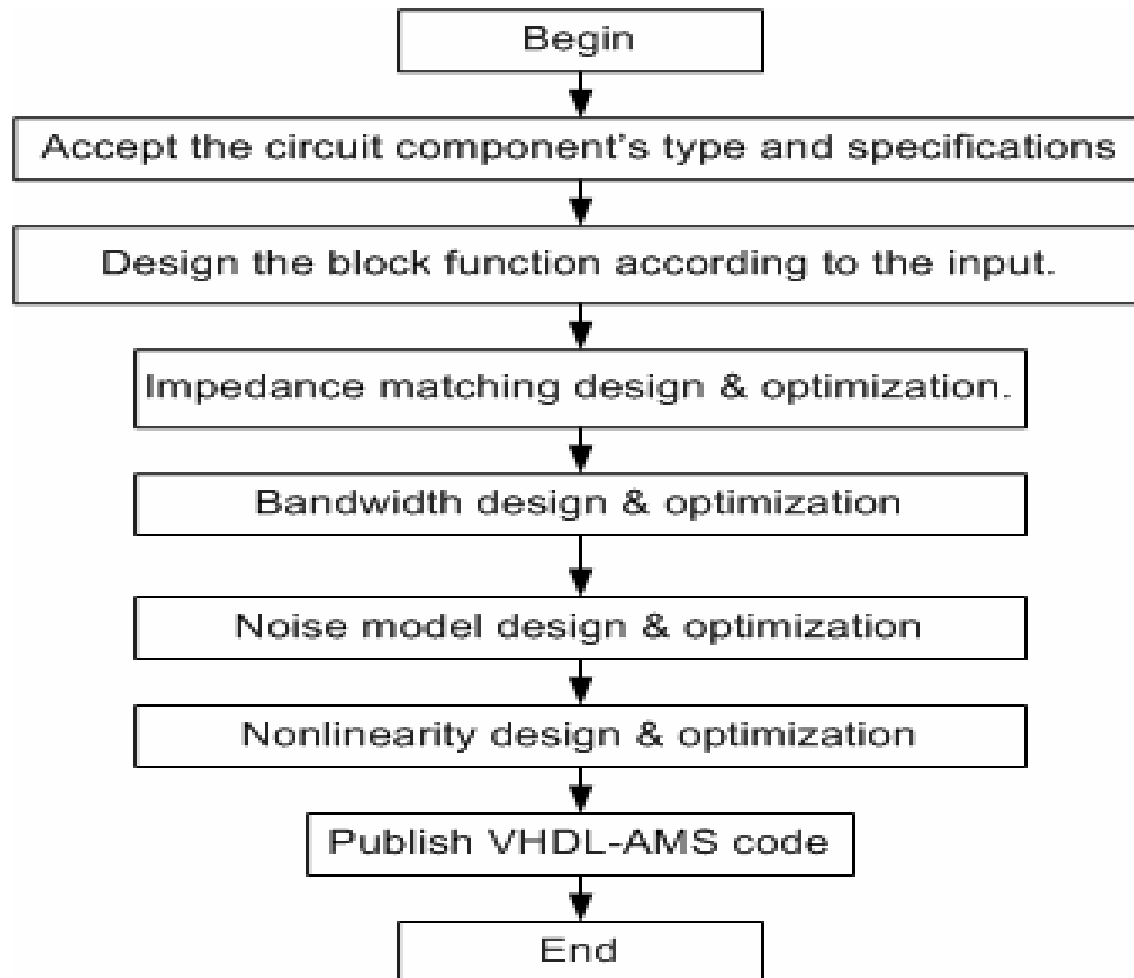 Begin
Accept the circuit component's type and specifications
Design the block function according to the input.
Impedance matching design & optimization.
Bandwidth design & optimization
Noise model design & optimization
Nonlinearity design & optimization
Publish VHDL-AMS code
End